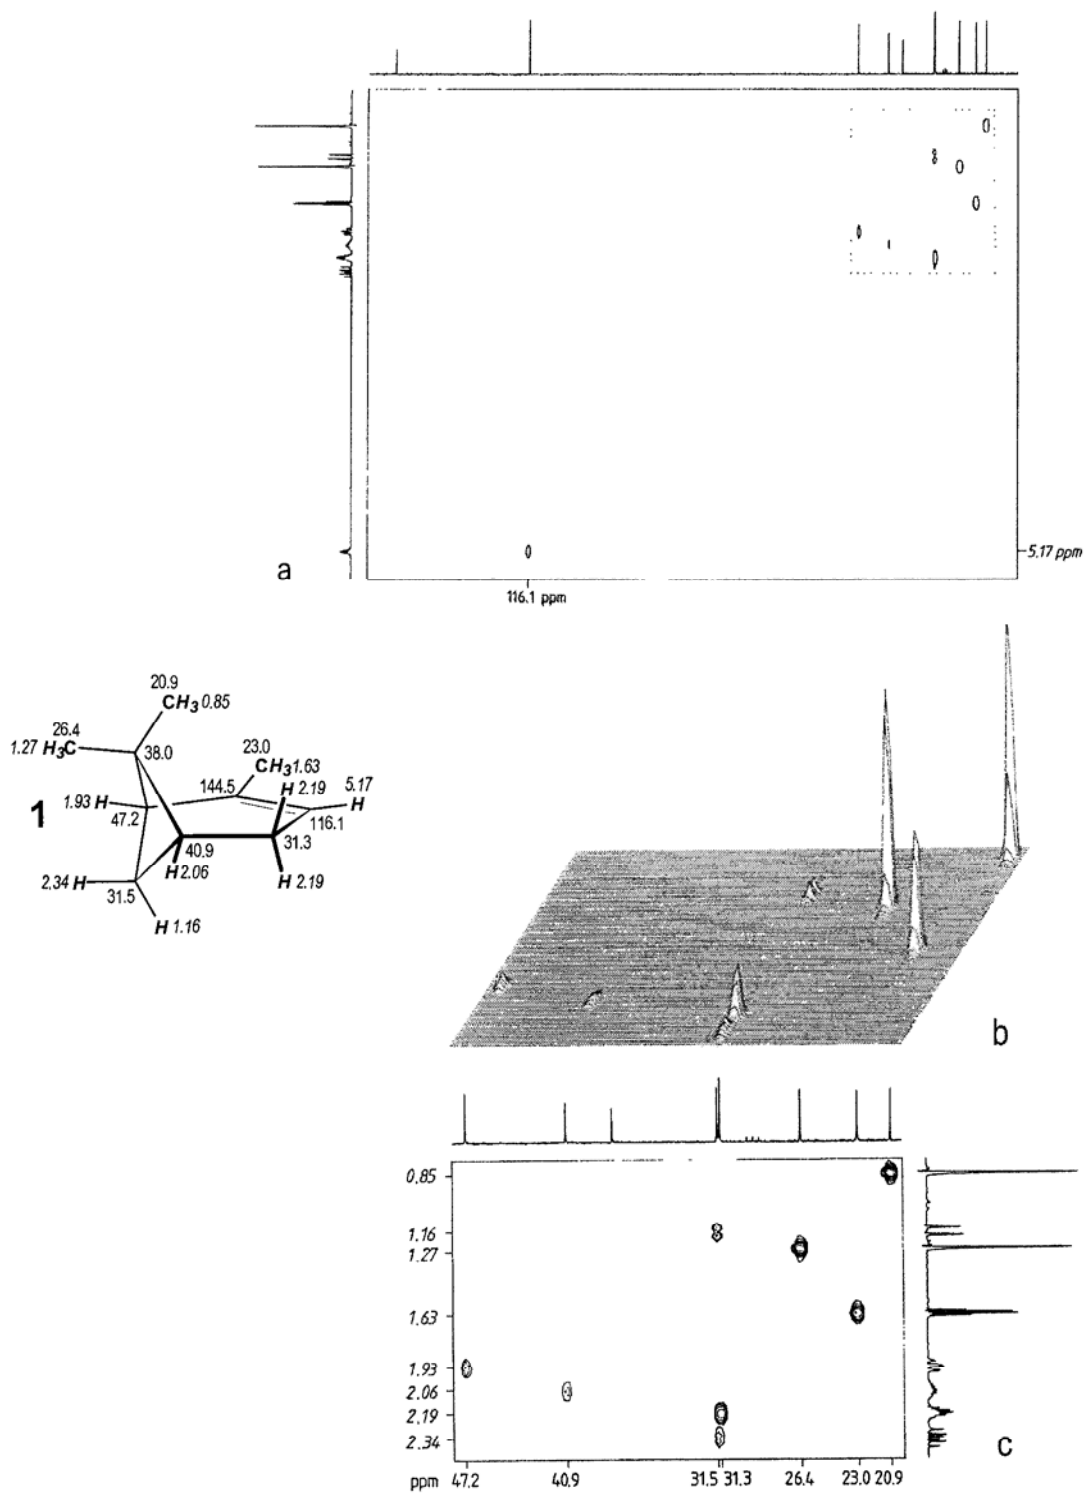 5.17 ppm
a
116.1 ppm
20.9
CH3 0.85
26.4
1.27 H3C
38.0
23.0
CH3 1.63
144.5
H 2.19
5.17
H
1
1.93 H
47.2
116.1
40.9
31.3
H 2.06
2.34 H
31.5
H 2.19
H 1.16
b
0.85
1.16
1.27
1.63
1.93
2.06
2.19
2.34
c
ppm 47.2 40.9 31.5 31.3 26.4 23.0 20.9